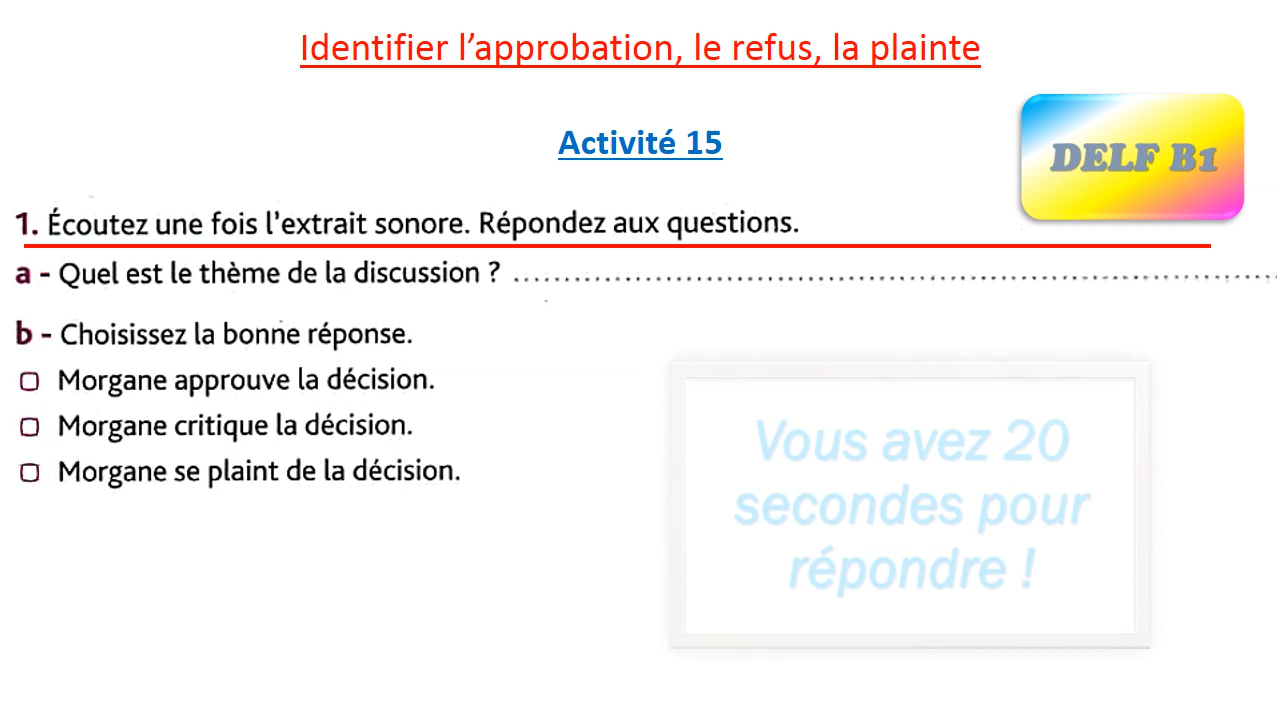 Identifier l'approbation, le refus, la plainte
Activité 15
DELF B1
1. Écoutez une fois l'extrait sonore. Répondez aux questions.
a - Quel est le thème de la discussion ? ........................................................................
b - Choisissez la bonne réponse.
Morgane approuve la décision.
Morgane critique la décision.
Morgane se plaint de la décision.
Vous avez 20
secondes pour
répondre !